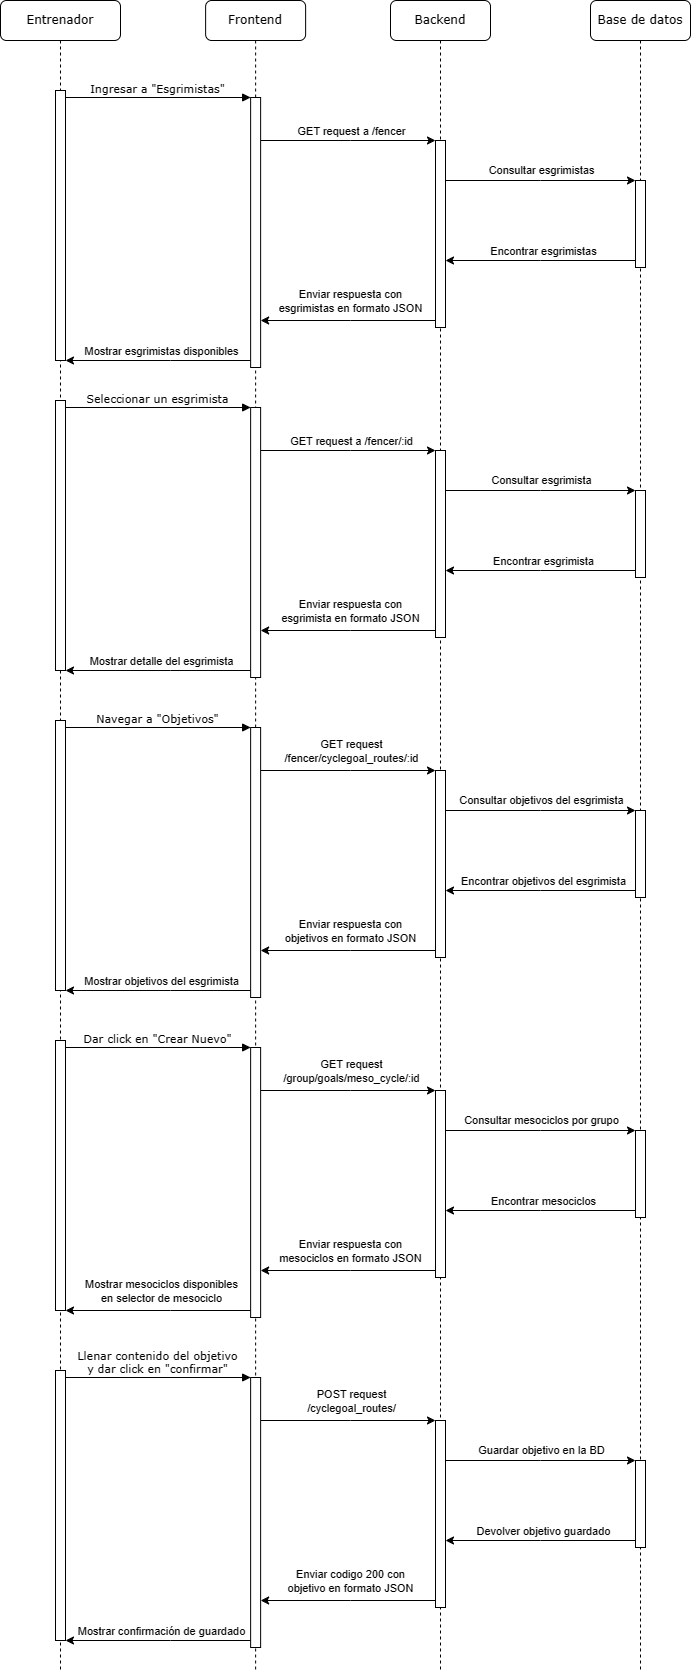 Entrenador
Frontend
Backend
Base de datos
Ingresar a "Esgrimistas"
GET request a /fencer
Consultar esgrimistas
Encontrar esgrimistas
Enviar respuesta con
esgrimistas en formato JSON
Mostrar esgrimistas disponibles
Seleccionar un esgrimista
GET request a /fencer/:id
Consultar esgrimista
Encontrar esgrimista
Enviar respuesta con
esgrimista en formato JSON
Mostrar detalle del esgrimista
Navegar a "Objetivos"
GET request
/fencer/cyclegoal_routes/:id
Consultar objetivos del esgrimista
Encontrar objetivos del esgrimista
Enviar respuesta con
objetivos en formato JSON
Mostrar objetivos del esgrimista
Dar click en "Crear Nuevo"
GET request
/group/goals/meso_cycle/:id
Consultar mesociclos por grupo
Encontrar mesociclos
Enviar respuesta con
mesociclos en formato JSON
Mostrar mesociclos disponibles
en selector de mesociclo
Llenar contenido del objetivo
y dar click en "confirmar"
POST request
/cyclegoal_routes/
Guardar objetivo en la BD
Devolver objetivo guardado
Enviar codigo 200 con
objetivo en formato JSON
Mostrar confirmación de guardado